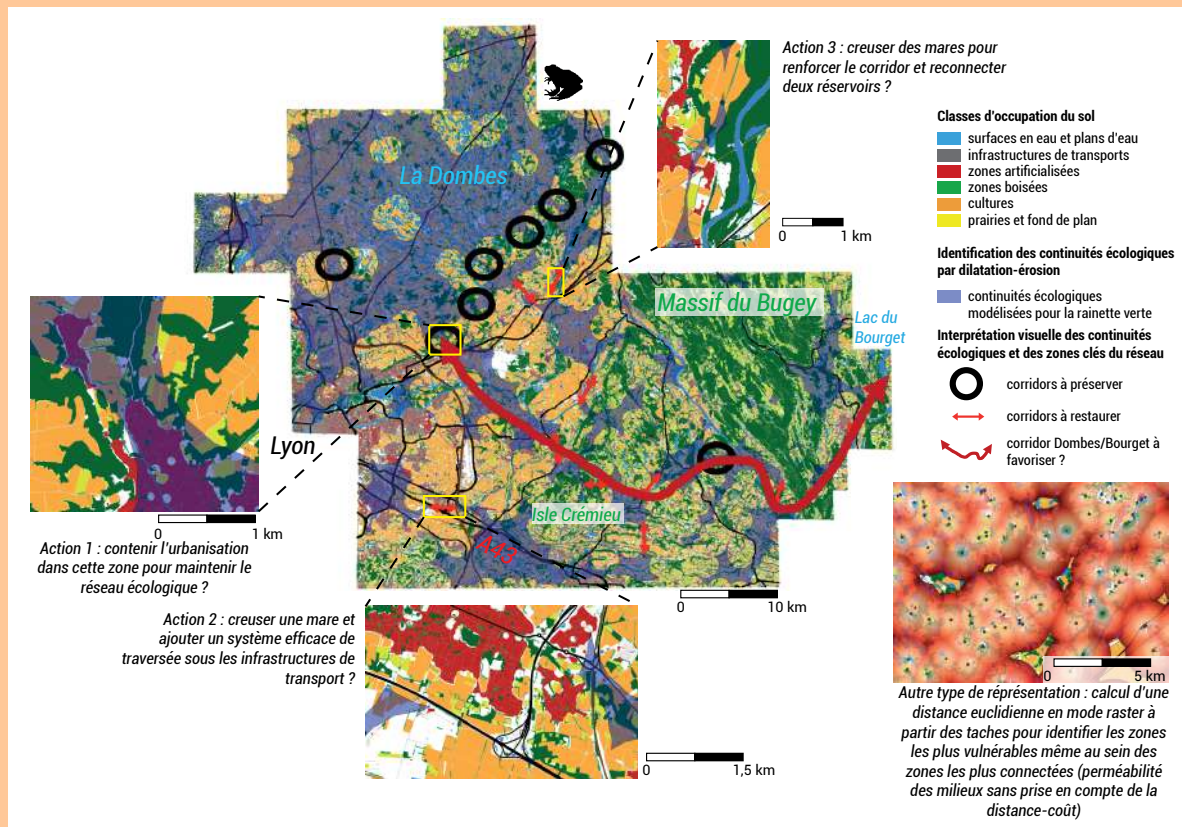 Action 3 : creuser des mares pour
renforcer le corridor et reconnecter
deux réservoirs ?
0 1 km
Classes d'occupation du sol
surfaces en eau et plans d'eau
infrastructures de transports
zones artificialisées
zones boisées
cultures
prairies et fond de plan
Identification des continuités écologiques
par dilatation-érosion
continuités écologiques
modélisées pour la rainette verte
Interprétation visuelle des continuités
écologiques et des zones clés du réseau
corridors à préserver
corridors à restaurer
corridor Dombes/Bourget à
favoriser ?
La Dombes
Massif du Bugey
Lac du
Bourget
Lyon
Isle Crémieu
A43
0 10 km
0 1 km
Action 1 : contenir l'urbanisation
dans cette zone pour maintenir le
réseau écologique ?
Action 2 : creuser une mare et
ajouter un système efficace de
traversée sous les infrastructures de
transport ?
0 1,5 km
0 5 km
Autre type de réprésentation : calcul d'une
distance euclidienne en mode raster à
partir des taches pour identifier les zones
les plus vulnérables même au sein des
zones les plus connectées (perméabilité
des milieux sans prise en compte de la
distance-coût)